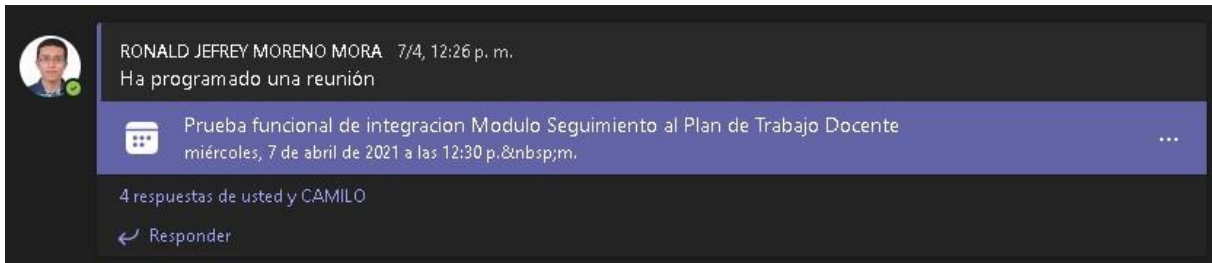 RONALD JEFREY MORENO MORA 7/4, 12:26 p. m.
Ha programado una reunión
Prueba funcional de integracion Modulo Seguimiento al Plan de Trabajo Docente
miércoles, 7 de abril de 2021 a las 12:30 p.&nbsp;m.
4 respuestas de usted y CAMILO
Responder